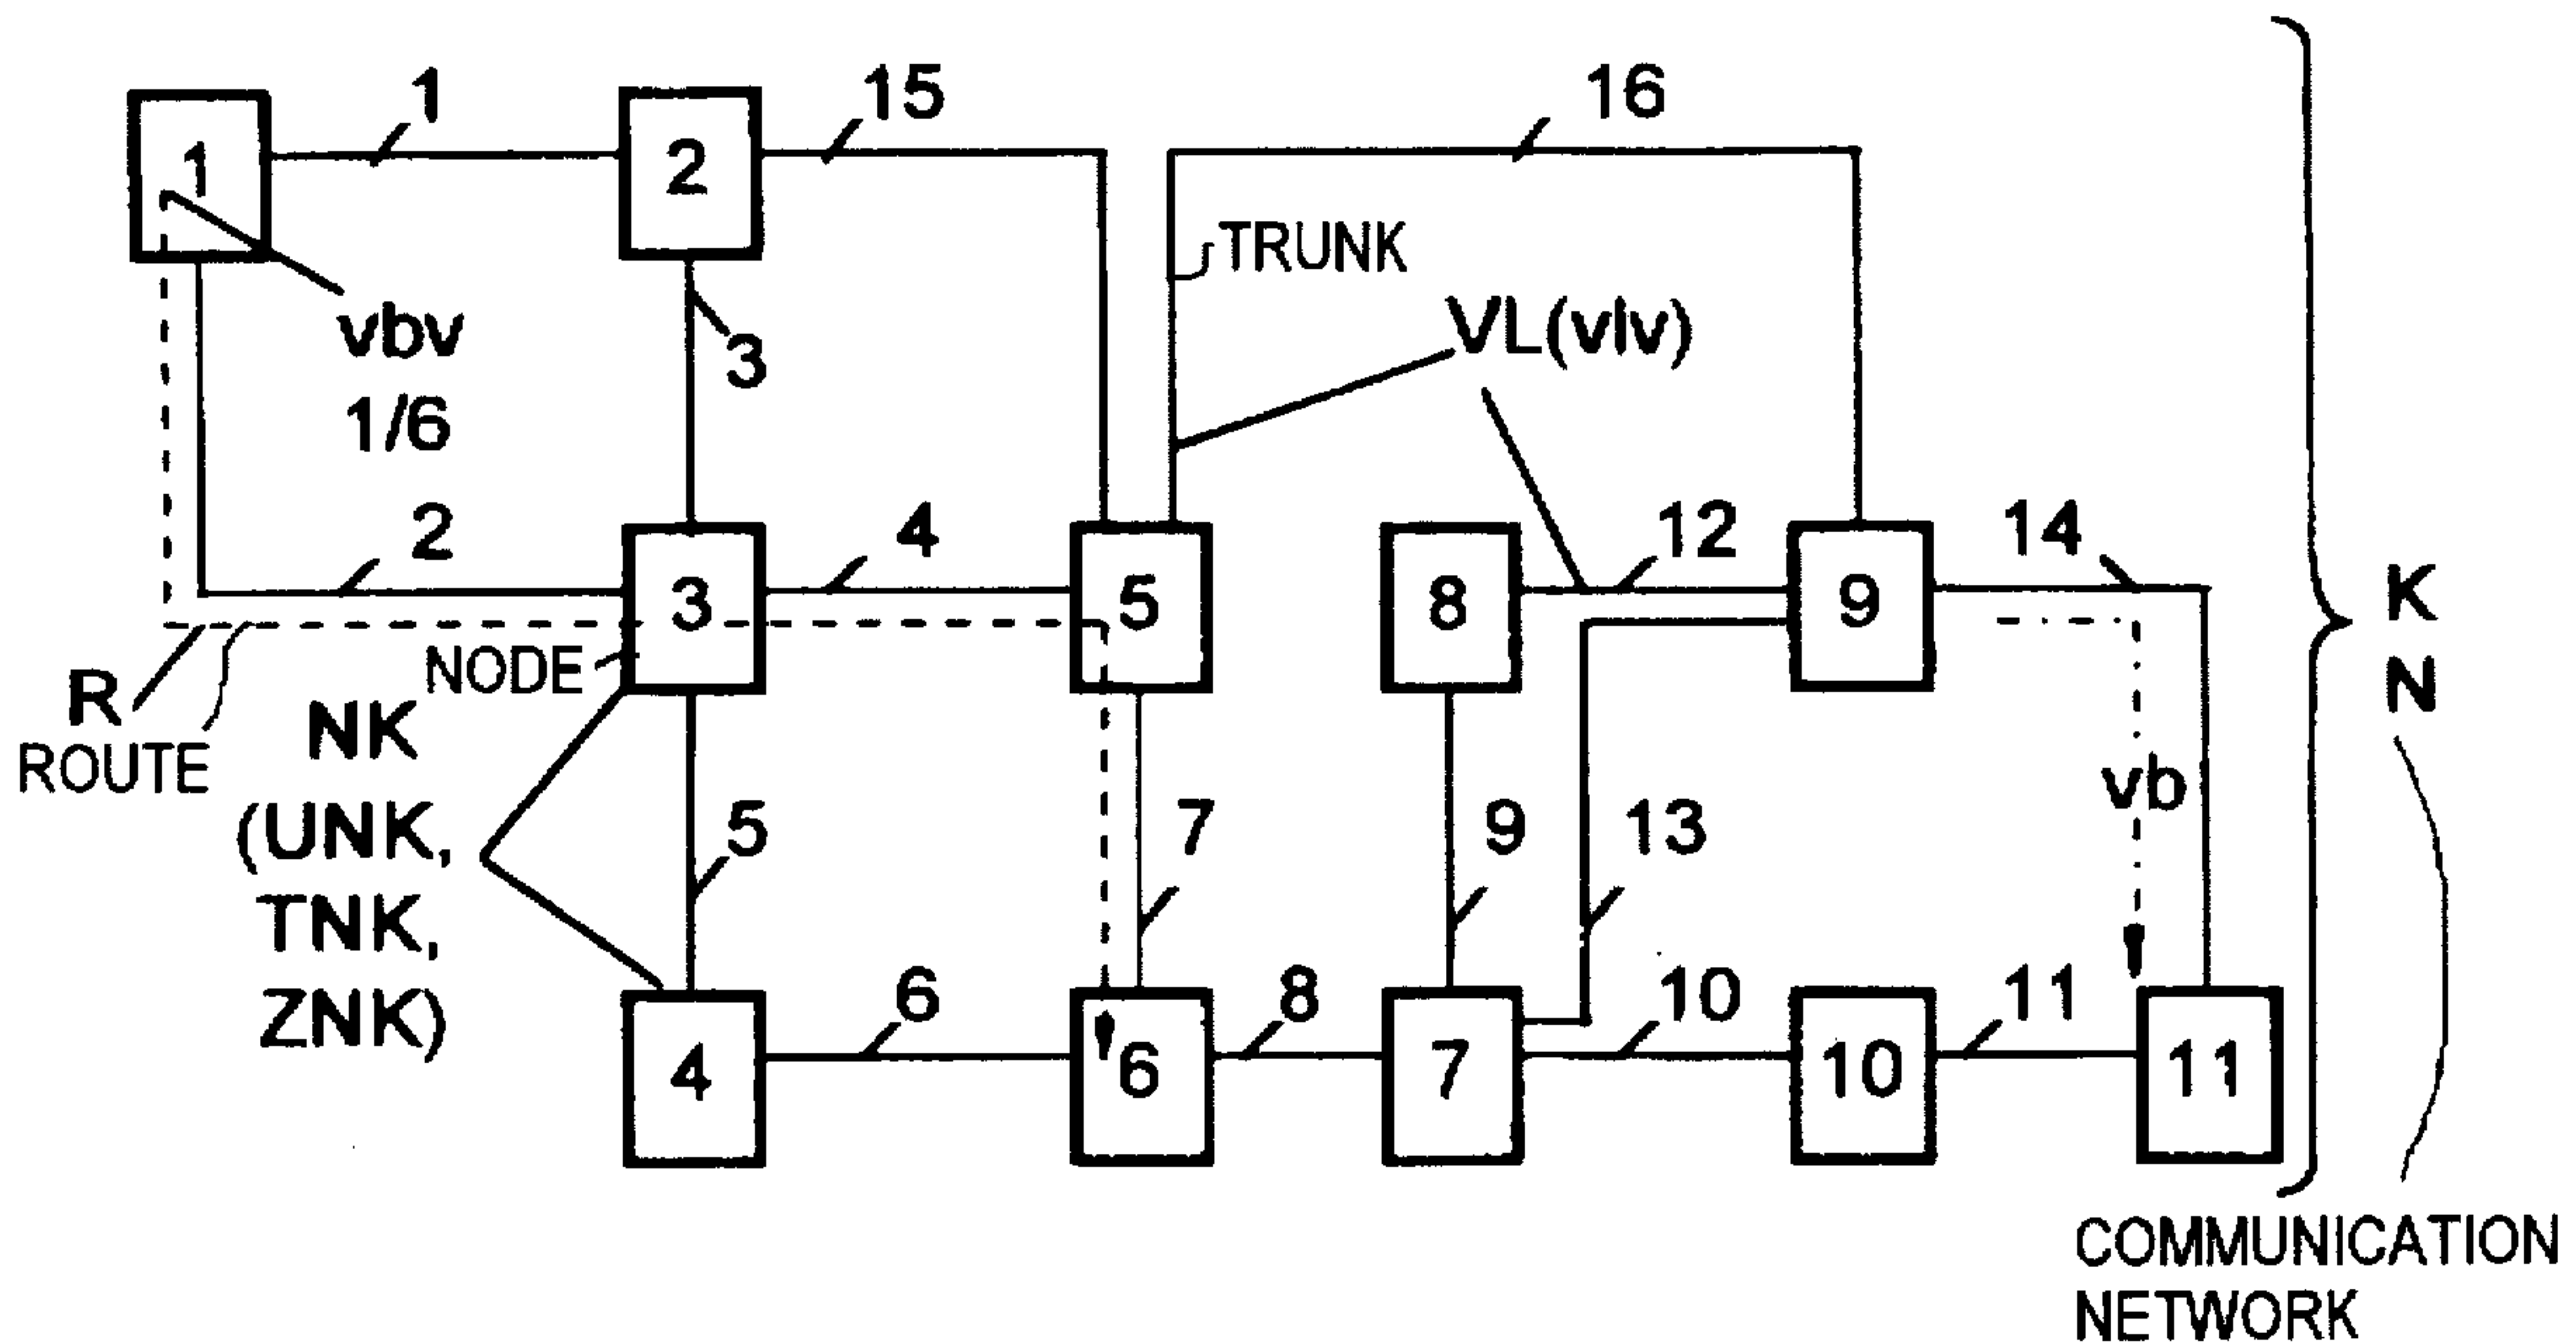 1
15
16
1
2
TRUNK
vbv
1/6
3
VL(vlv)
2
4
12
14
3
5
8
9
K
N
NODE
R
ROUTE
NK
(UNK,
TNK,
ZNK)
5
7
9
13
vb
6
8
10
11
4
6
7
10
11
COMMUNICATION
NETWORK